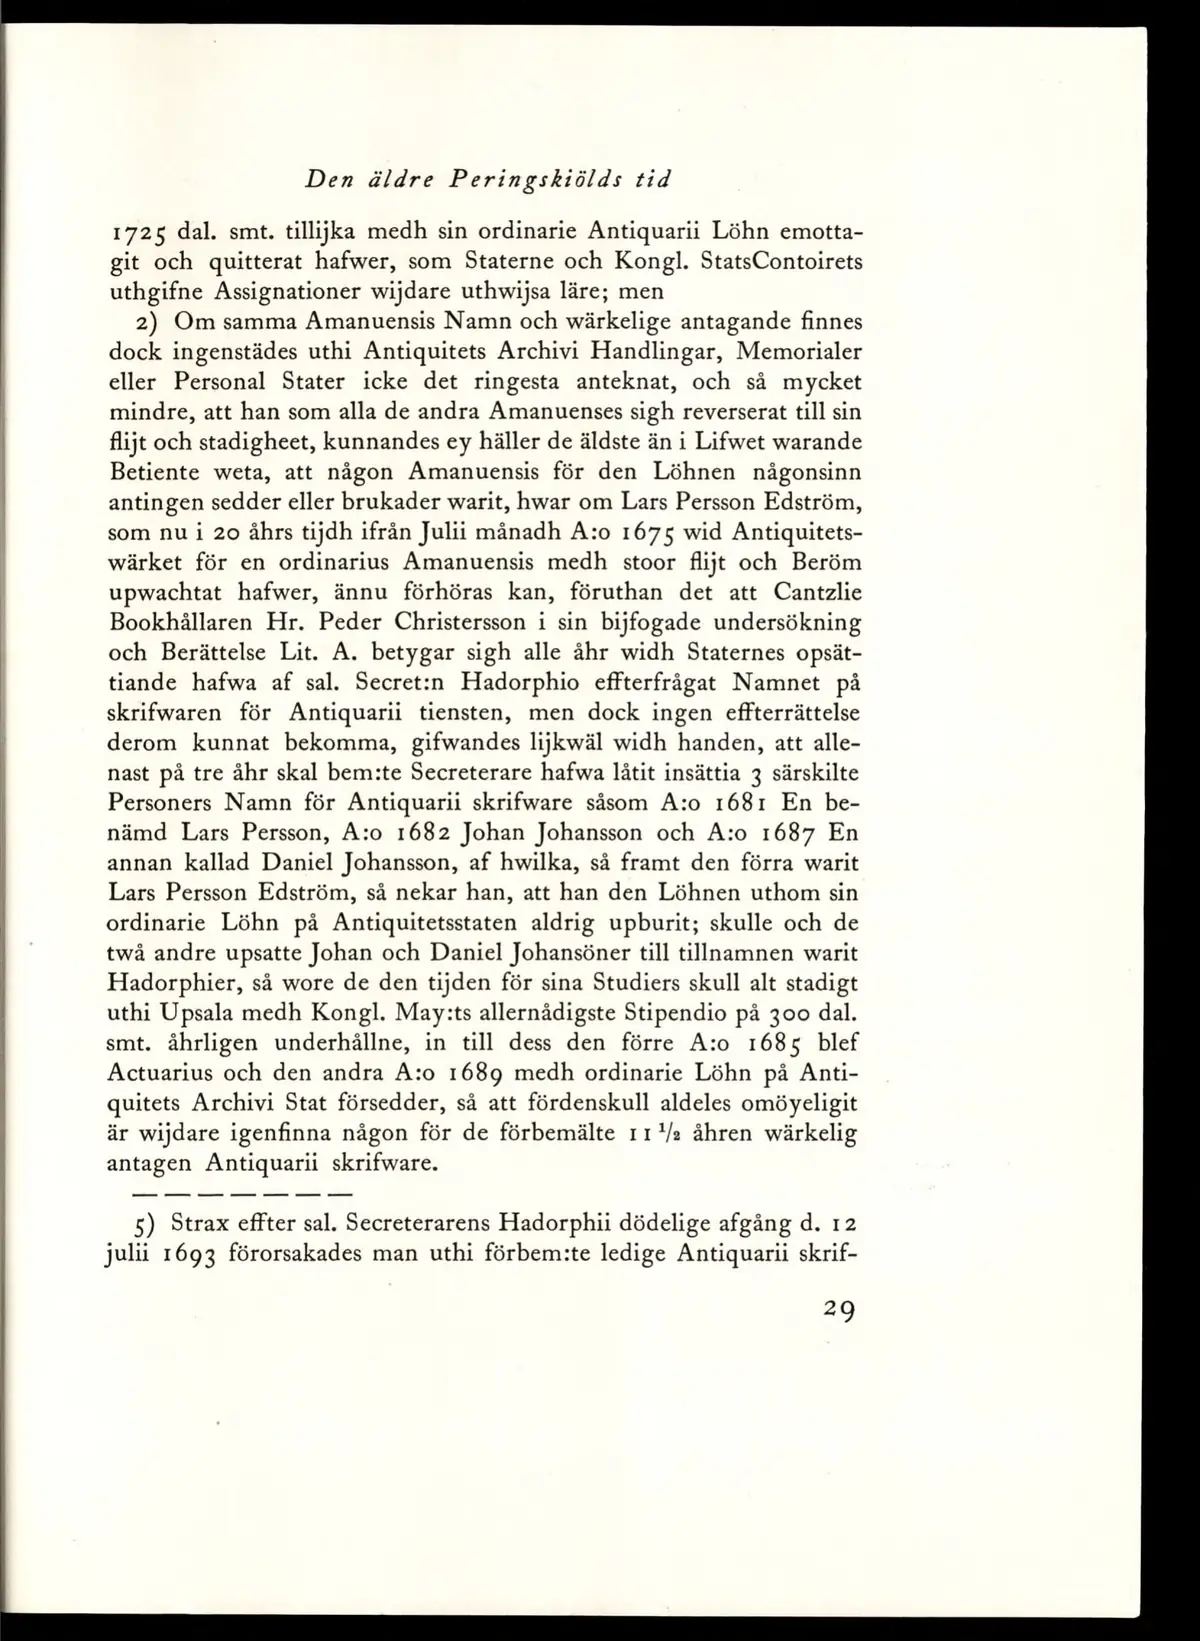 Den äldre Peringskiölds tid
1725 dal. smt. tillijka medh sin ordinarie Antiquarii Löhn emotta-
git och quitterat hafwer, som Staterne och Kongl. StatsContoirets
uthgifne Assignationer wijdare uthwijsa läre; men
2) Om samma Amanuensis Namn och wärkelige antagande finnes
dock ingenstädes uthi Antiquitets Archivi Handlingar, Memorialer
eller Personal Stater icke det ringesta anteknat, och så mycket
mindre, att han som alla de andra Amanuenses sigh reverserat till sin
flijt och stadigheet, kunnandes ey häller de äldste än i Lifwet warande
Betiente weta, att någon Amanuensis för den Löhnen någonsinn
antingen sedder eller brukader warit, hwar om Lars Persson Edström,
som nu i 20 åhrs tijdh ifrån Julii månadh A:o 1675 wid Antiquitets-
wärket för en ordinarius Amanuensis medh stoor flijt och Beröm
upwachtat hafwer, ännu förhöras kan, föruthan det att Cantzlie
Bookhållaren Hr. Peder Christersson i sin bijfogade undersökning
och Berättelse Lit. A. betygar sigh alle åhr widh Staternes opsät-
tiande hafwa af sal. Secret:n Hadorphio effterfrågat Namnet på
skrifwaren för Antiquarii tiensten, men dock ingen effterrättelse
derom kunnat bekomma, gifwandes lijkwäl widh handen, att alle-
nast på tre åhr skal bem:te Secreterare hafwa låtit insättia 3 särskilte
Personers Namn för Antiquarii skrifware såsom A:o 1681 En be-
nämd Lars Persson, A:o 1682 Johan Johansson och A:o 1687 En
annan kallad Daniel Johansson, af hwilka, så framt den förra warit
Lars Persson Edström, så nekar han, att han den Löhnen uthom sin
ordinarie Löhn på Antiquitetsstaten aldrig upburit; skulle och de
twå andre upsatte Johan och Daniel Johansöner till tillnamnen warit
Hadorphier, så wore de den tijden för sina Studiers skull alt stadigt
uthi Upsala medh Kongl. May:ts allernådigste Stipendio på 300 dal.
smt. åhrligen underhållne, in till dess den förre A:o 1685 blef
Actuarius och den andra A:o 1689 medh ordinarie Löhn på Anti-
quitets Archivi Stat försedder, så att fördenskull aldeles omöyeligit
är wijdare igenfinna någon för de förbemälte 11 1/2 åhren wärkelig
antagen Antiquarii skrifware.
— — — — — — —
5) Strax effter sal. Secreterarens Hadorphii dödelige afgång d. 12
julii 1693 förorsakades man uthi förbem:te ledige Antiquarii skrif-
29